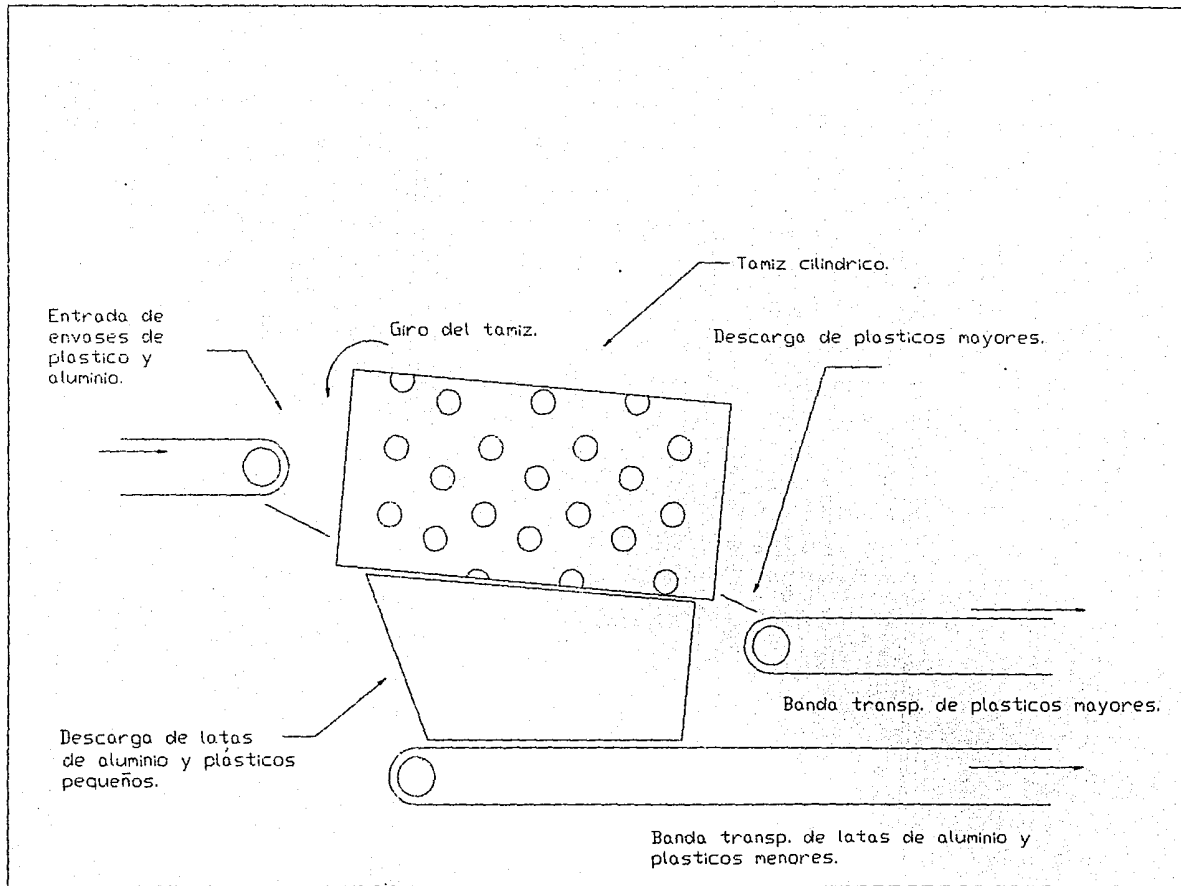 Tamiz cilindrico.
Entrada de
envases de
plastico y
aluminio.
Giro del tamiz.
Descarga de plasticos mayores.
Banda transp. de plasticos mayores.
Descarga de latas
de aluminio y plásticos
pequeños.
Banda transp. de latas de aluminio y
plasticos menores.